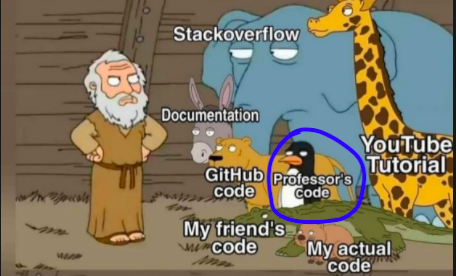 Stackoverflow
Documentation
YouTube
Tutorial
GitHub
code
Professor's
code
My friend's
code
My actual
code